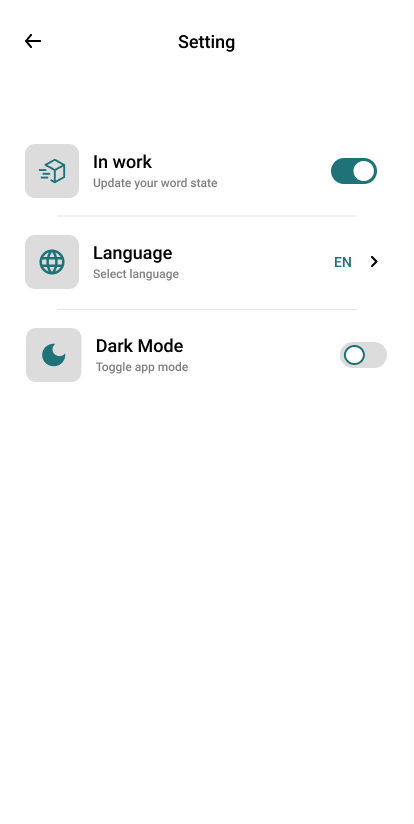 Setting
In work
Update your word state
Language
Select language
EN
Dark Mode
Toggle app mode